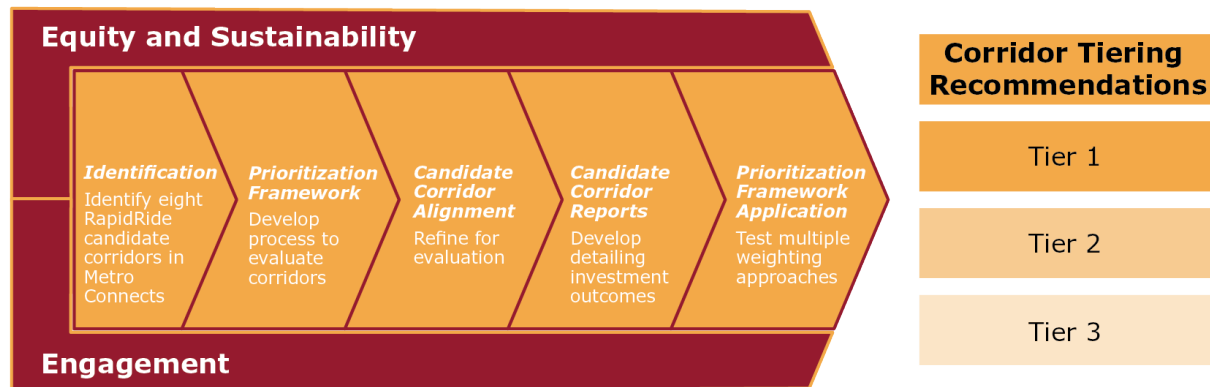 Equity and Sustainability
Identification
Identify eight
RapidRide
candidate
corridors in
Metro
Connects
Prioritization
Framework
Develop
process to
evaluate
corridors
Candidate
Corridor
Alignment
Refine for
evaluation
Candidate
Corridor
Reports
Develop
detailing
investment
outcomes
Prioritization
Framework
Application
Test multiple
weighting
approaches
Engagement
Corridor Tiering
Recommendations
Tier 1
Tier 2
Tier 3